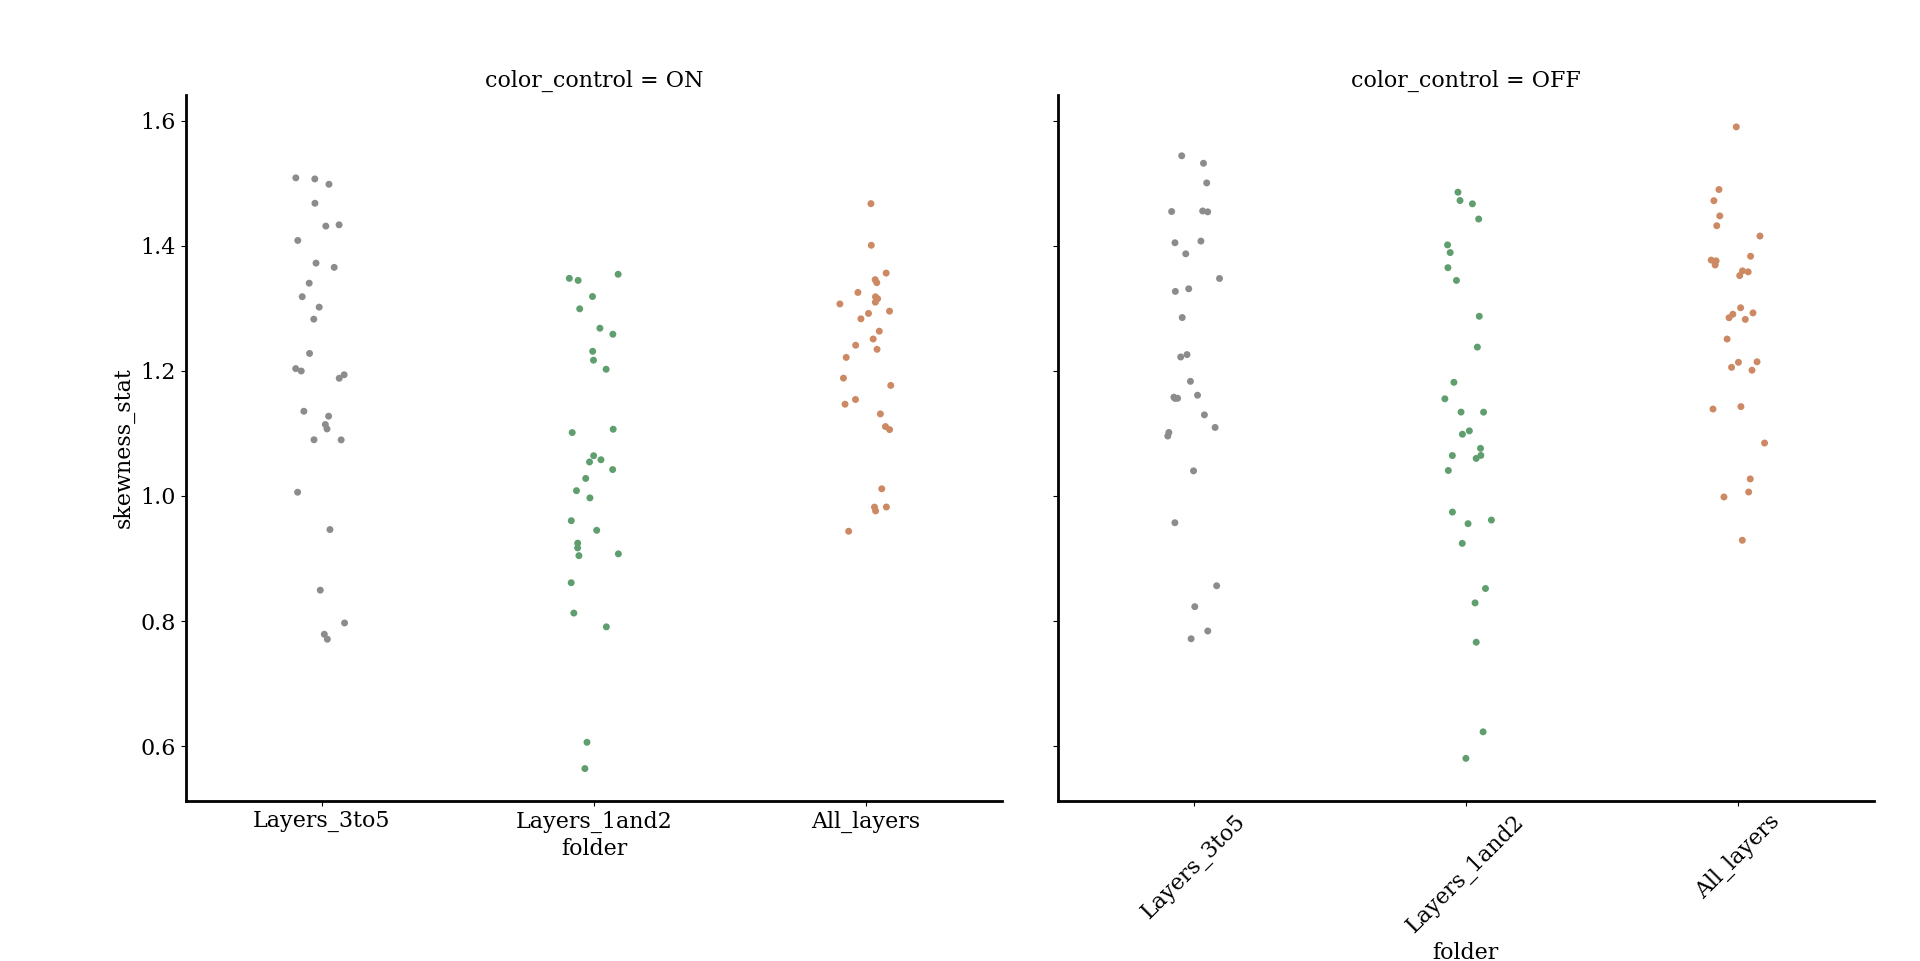 color_control = ON
color_control = OFF
skewness_stat
1.6
1.4
1.2
1.0
0.8
0.6
Layers_3to5
Layers_1and2
All_layers
folder
Layers_3to5
Layers_1and2
All_layers
folder